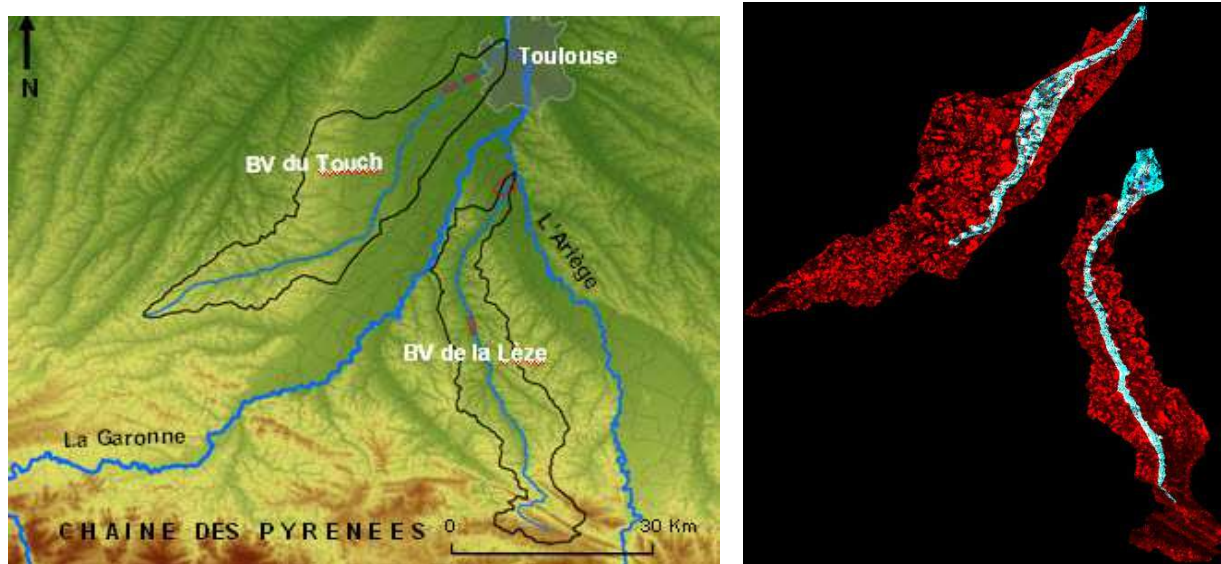 N
Toulouse
BV du Touch
L'Ariège
BV de la Lèze
La Garonne
CHAINE DES PYRENEES
0 30 Km